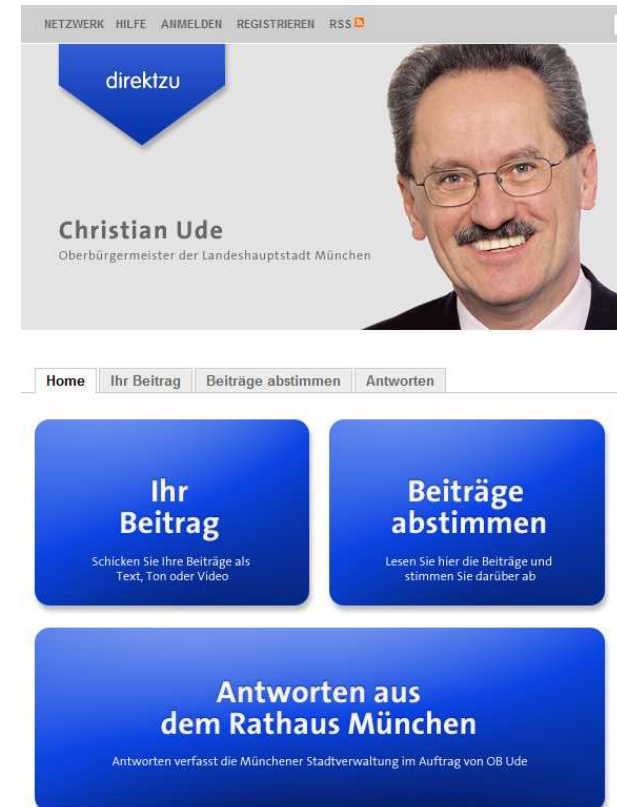 NETZWERK HILFE ANMELDEN REGISTRIEREN RSS
direktzu
Christian Ude
Oberbürgermeister der Landeshauptstadt München
Home Ihr Beitrag Beiträge abstimmen Antworten
Ihr
Beitrag
Schicken Sie Ihre Beiträge als
Text, Ton oder Video
Beiträge
abstimmen
Lesen Sie hier die Beiträge und
stimmen Sie darüber ab
Antworten aus
dem Rathaus München
Antworten verfasst die Münchener Stadtverwaltung im Auftrag von OB Ude